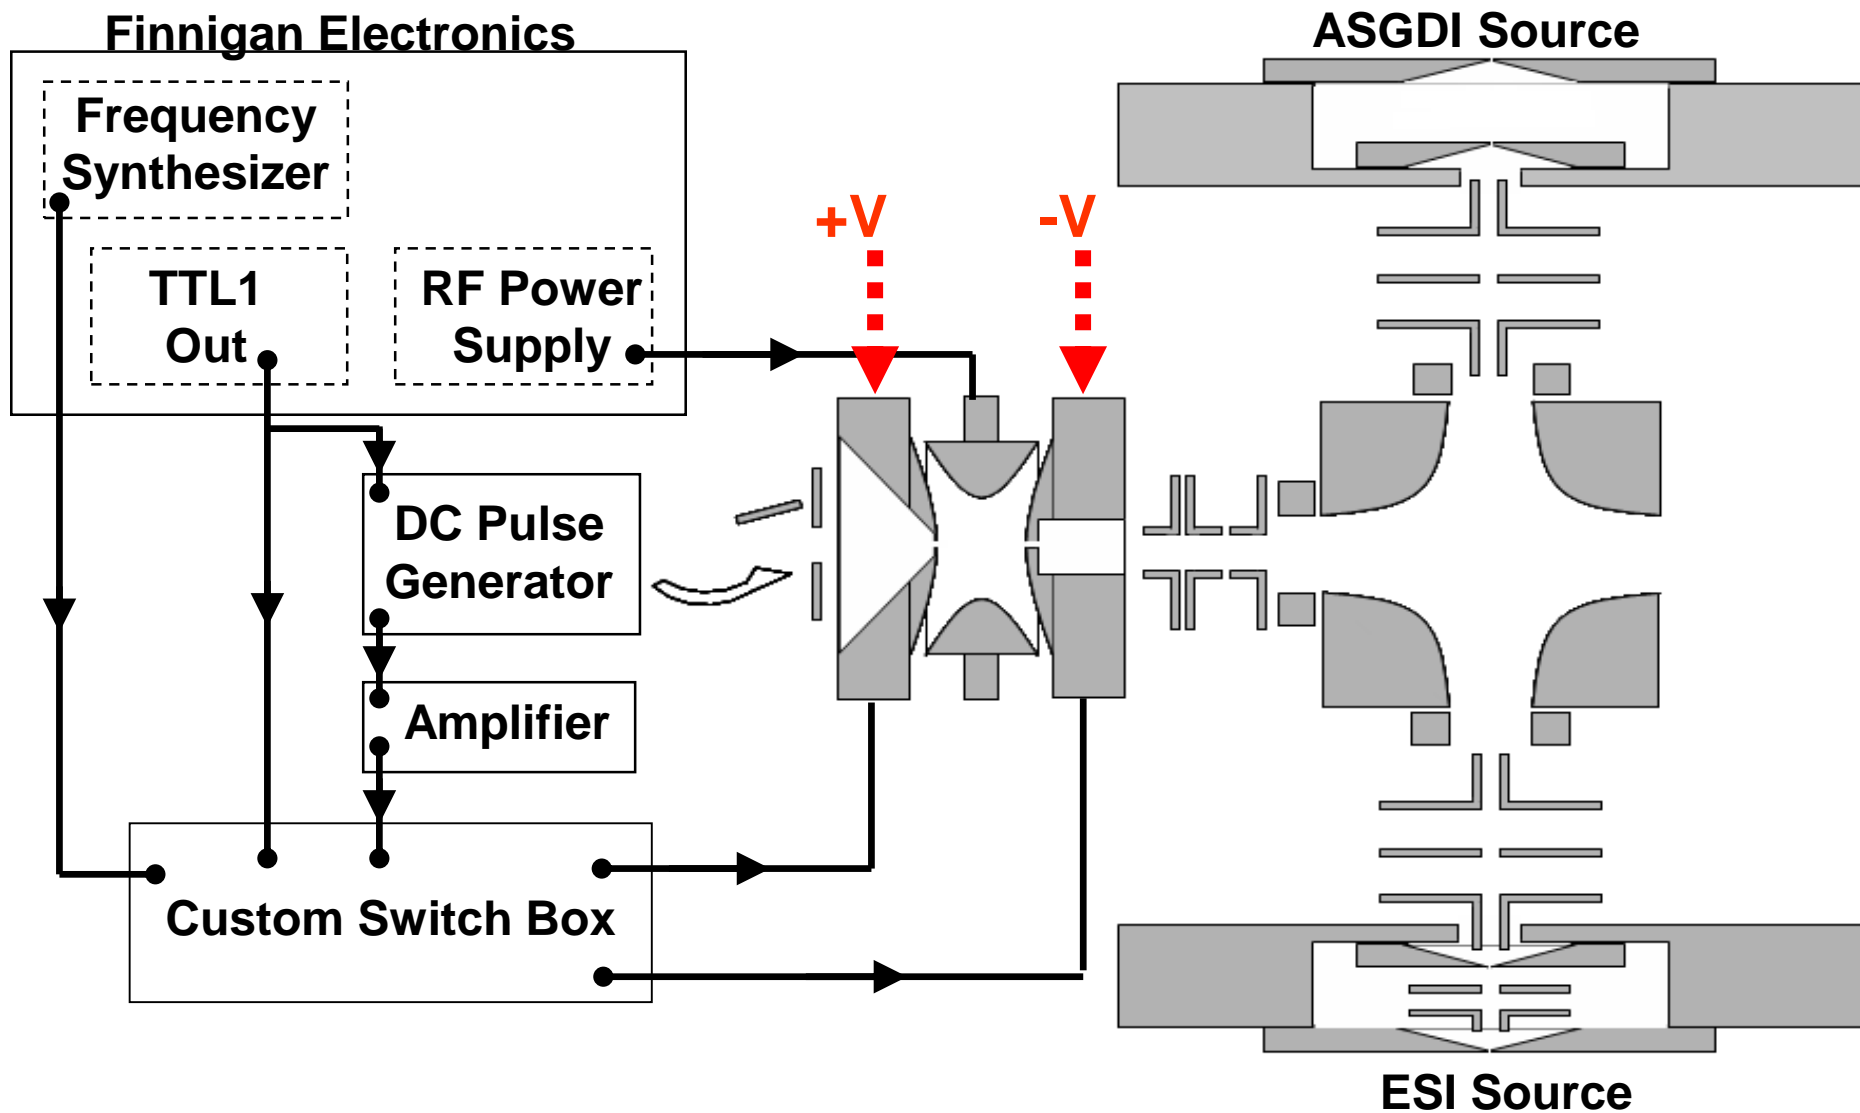 Finnigan Electronics
ASGDI Source
Frequency
Synthesizer
+V
-V
TTL1
Out
RF Power
Supply
DC Pulse
Generator
Amplifier
Custom Switch Box
ESI Source